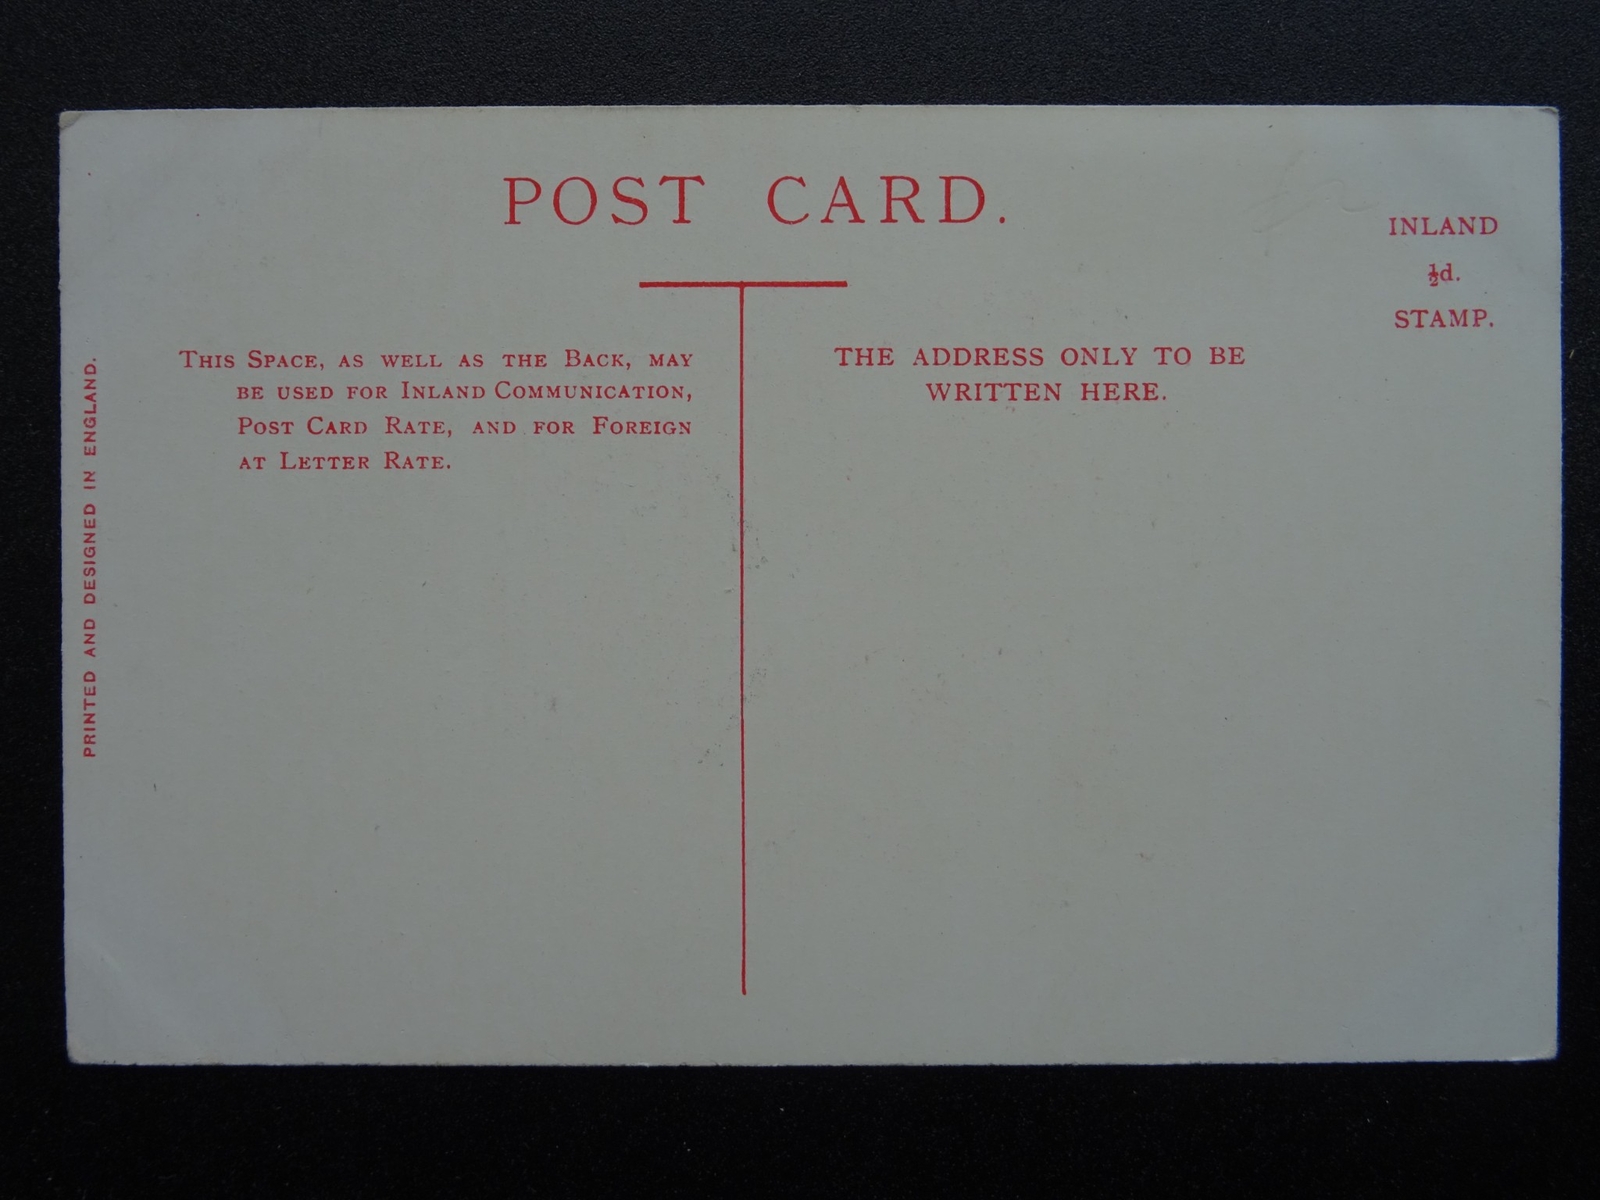 POST CARD.
INLAND
½d.
STAMP.
THIS SPACE, AS WELL AS THE BACK, MAY
BE USED FOR INLAND COMMUNICATION,
POST CARD RATE, AND FOR FOREIGN
AT LETTER RATE.
THE ADDRESS ONLY TO BE
WRITTEN HERE.
PRINTED AND DESIGNED IN ENGLAND.